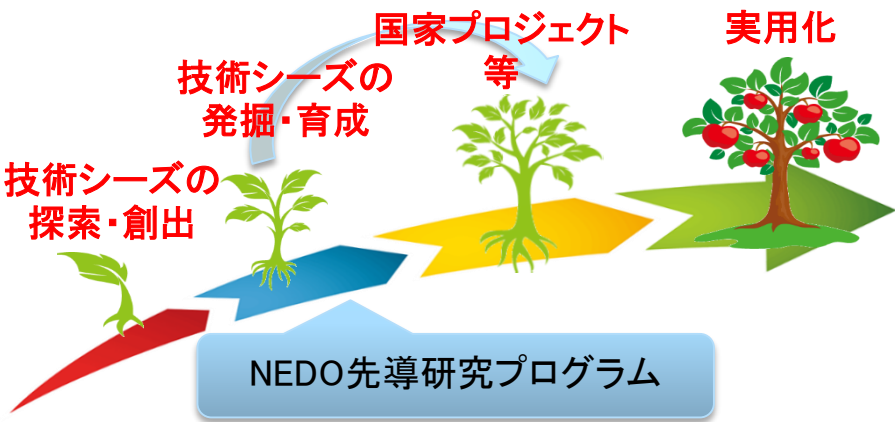 技術シーズの
探索・創出
技術シーズの
発掘・育成
国家プロジェクト
等
実用化
NEDO先導研究プログラム